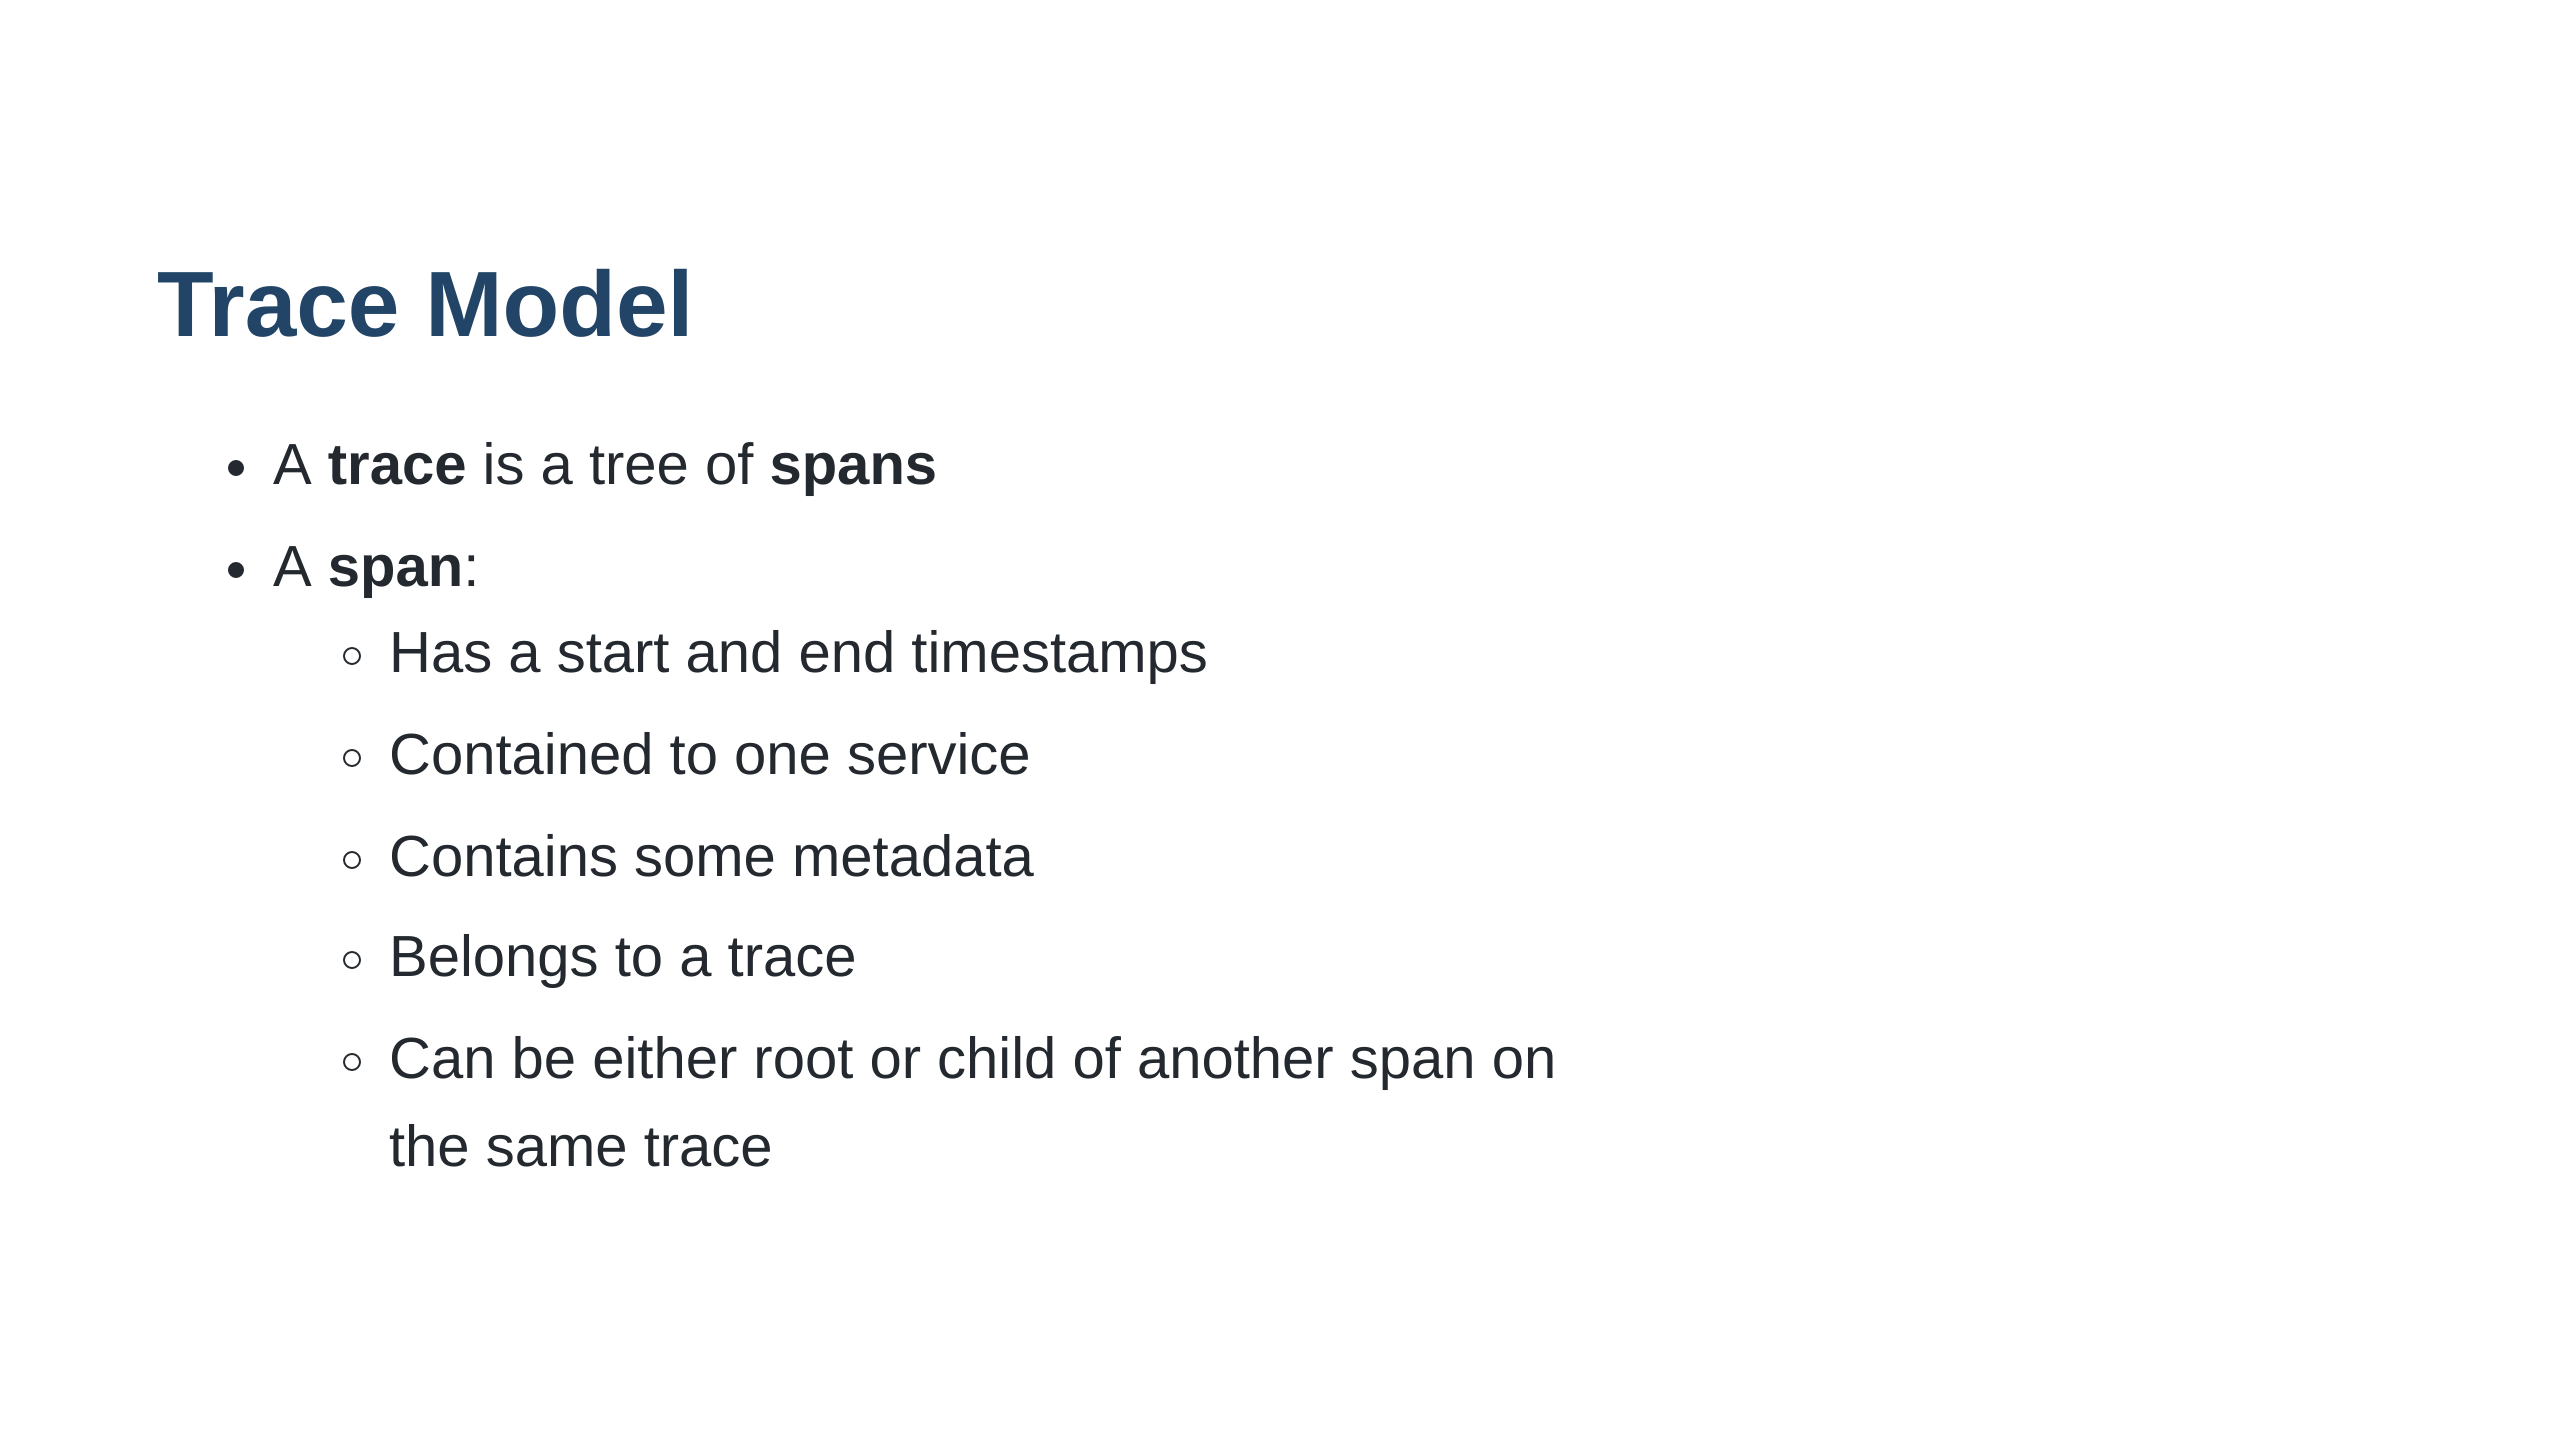 Trace Model
A trace is a tree of spans
A span:
Has a start and end timestamps
Contained to one service
Contains some metadata
Belongs to a trace
Can be either root or child of another span on
the same trace